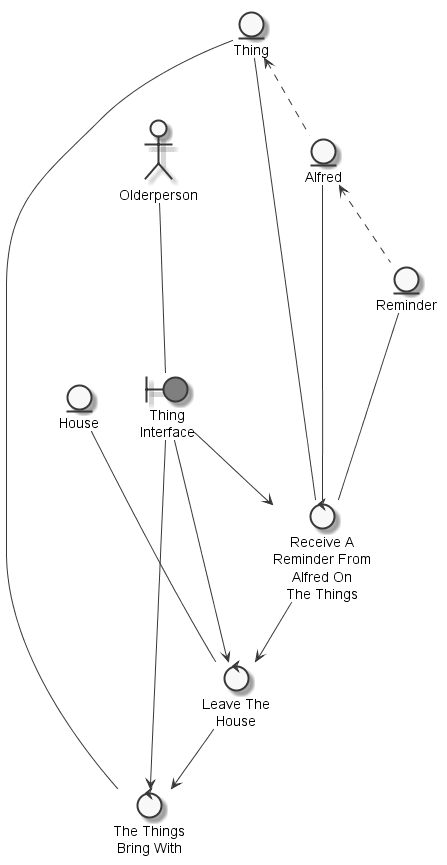 Thing
Alfred
Olderperson
Reminder
House
Thing
Interface
Receive A
Reminder From
Alfred On
The Things
Leave The
House
The Things
Bring With